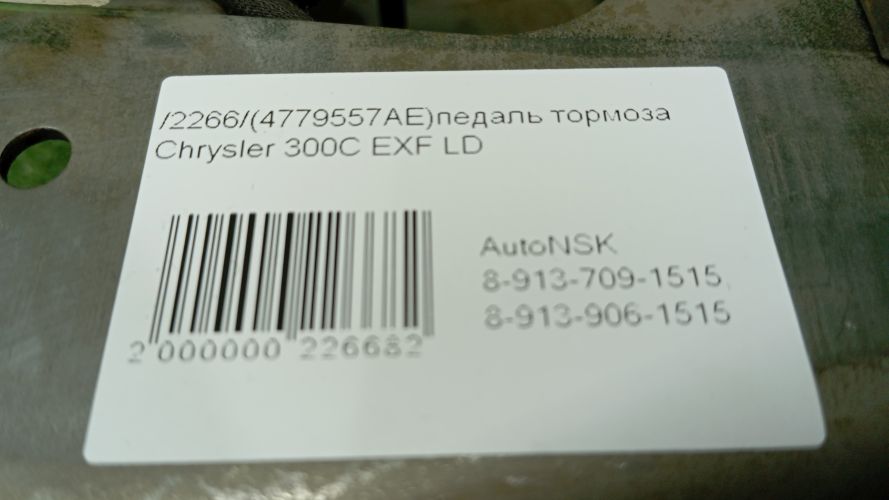 /2266/(4779557AE)педаль тормоза
Chrysler 300C EXF LD
AutoNSK
8-913-709-1515
8-913-906-1515
2 000000 226682